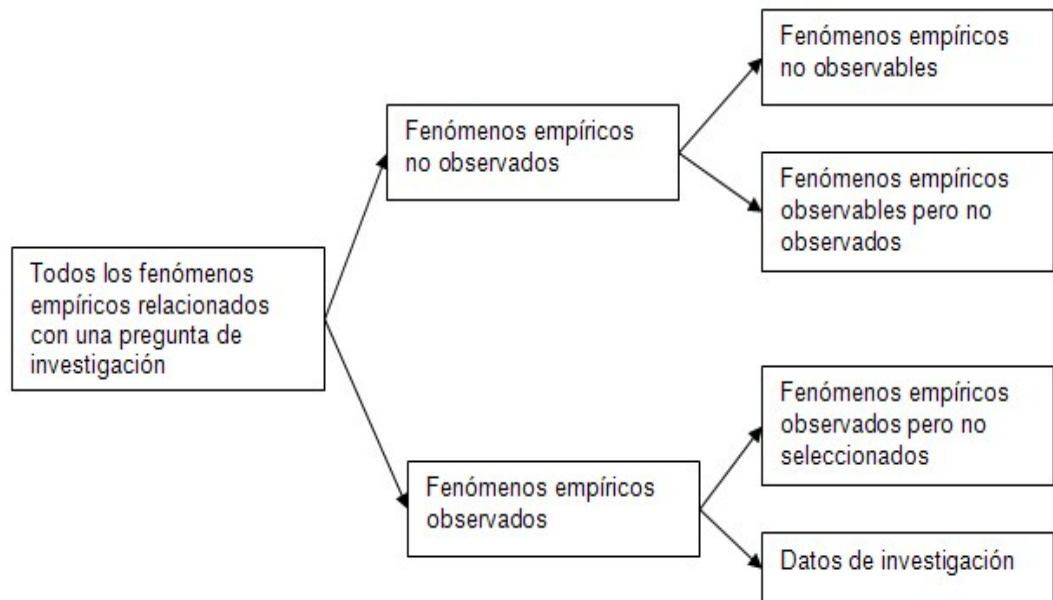 Todos los fenómenos
empíricos relacionados
con una pregunta de
investigación
Fenómenos empíricos
no observados
Fenómenos empíricos
observados
Fenómenos empíricos
no observables
Fenómenos empíricos
observables pero no
observados
Fenómenos empíricos
observados pero no
seleccionados
Datos de investigación